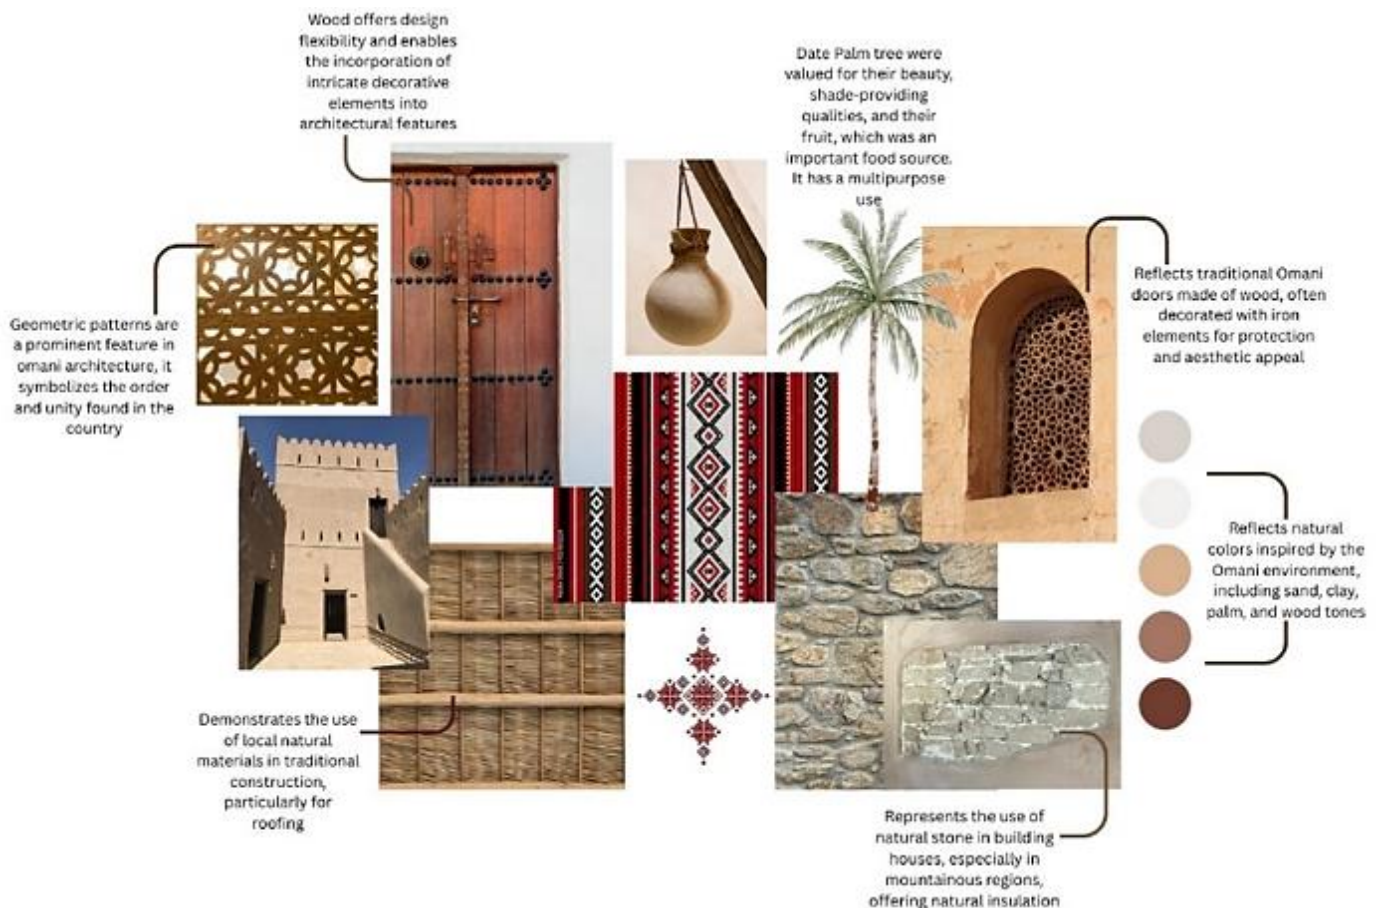 Wood offers design
flexibility and enables
the incorporation of
intricate decorative
elements into
architectural features
Date Palm tree were
valued for their beauty,
shade-providing
qualities, and their
fruit, which was an
important food source.
It has a multipurpose
use
Geometric patterns are
a prominent feature in
omani architecture, it
symbolizes the order
and unity found in the
country
Reflects traditional Omani
doors made of wood, often
decorated with iron
elements for protection
and aesthetic appeal
Reflects natural
colors inspired by the
Omani environment,
including sand, clay,
palm, and wood tones
Demonstrates the use
of local natural
materials in traditional
construction,
particularly for
roofing
Represents the use of
natural stone in building
houses, especially in
mountainous regions,
offering natural insulation